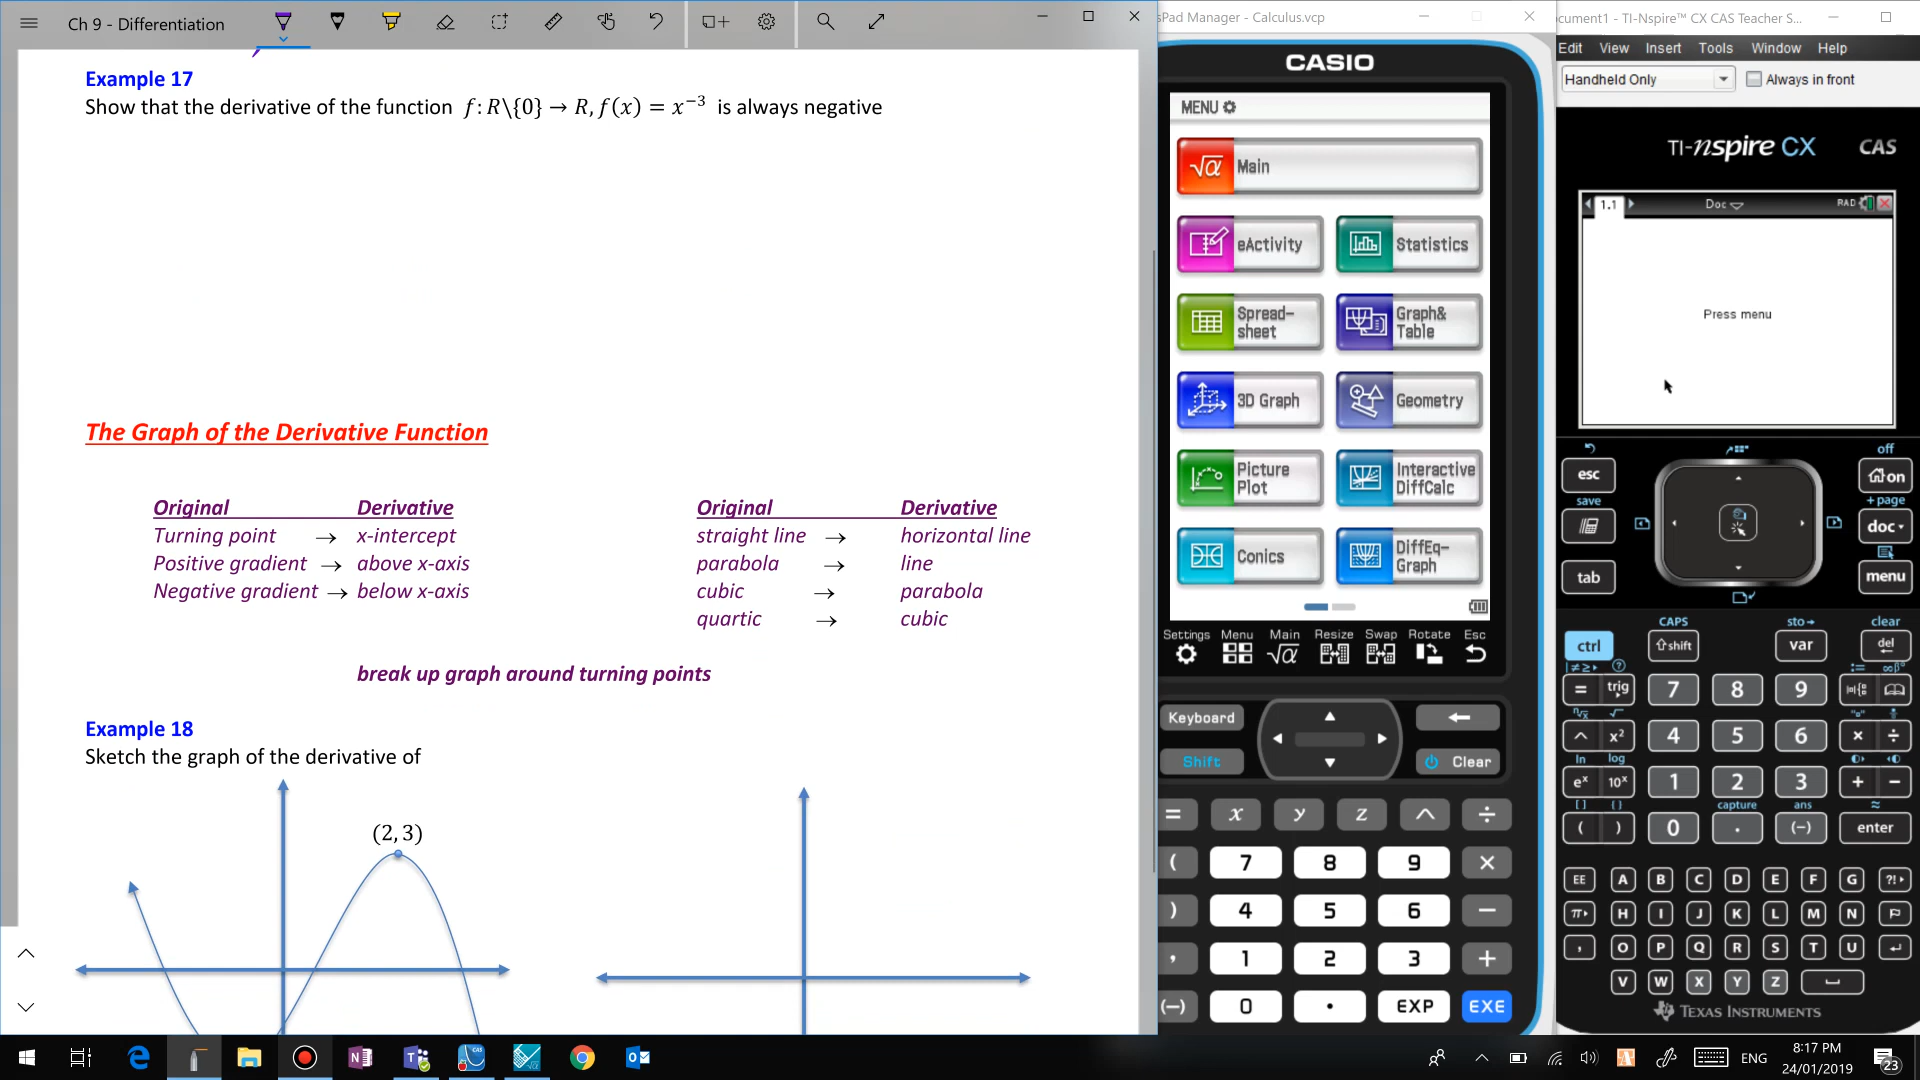 Ch 9 - Differentiation
Example 17
Show that the derivative of the function f: R\{0} → R, f(x) = x⁻³ is always negative
The Graph of the Derivative Function
Original Derivative
Turning point → x-intercept
Positive gradient → above x-axis
Negative gradient → below x-axis
Original Derivative
straight line → horizontal line
parabola → line
cubic → parabola
quartic → cubic
break up graph around turning points
Example 18
Sketch the graph of the derivative of
(2, 3)
sPad Manager - Calculus.vcp
CASIO
MENU
√α Main
eActivity
Statistics
Spread-
sheet
Graph&
Table
3D Graph
Geometry
Picture
Plot
Interactive
DiffCalc
Conics
DiffEq-
Graph
Settings Menu Main Resize Swap Rotate Esc
√α
Keyboard
Shift
Clear
= x y z ^ ÷
( 7 8 9 ×
) 4 5 6 −
, 1 2 3 +
(−) 0 • EXP EXE
ocument1 - TI-Nspire™ CX CAS Teacher S...
Edit View Insert Tools Window Help
Handheld Only
Always in front
TI-nspire CX CAS
1.1 Doc RAD
Press menu
off
esc
on
save
+page
doc
tab
menu
CAPS sto→ clear
ctrl shift var del
= trig 7 8 9
^ x² 4 5 6 × ÷
ln log
eˣ 10ˣ 1 2 3 + −
[ ] { } capture ans ≈
( ) 0 . (−) enter
EE A B C D E F G ?!
π H I J K L M N
, O P Q R S T U
V W X Y Z
TEXAS INSTRUMENTS
ENG
8:17 PM
24/01/2019
23